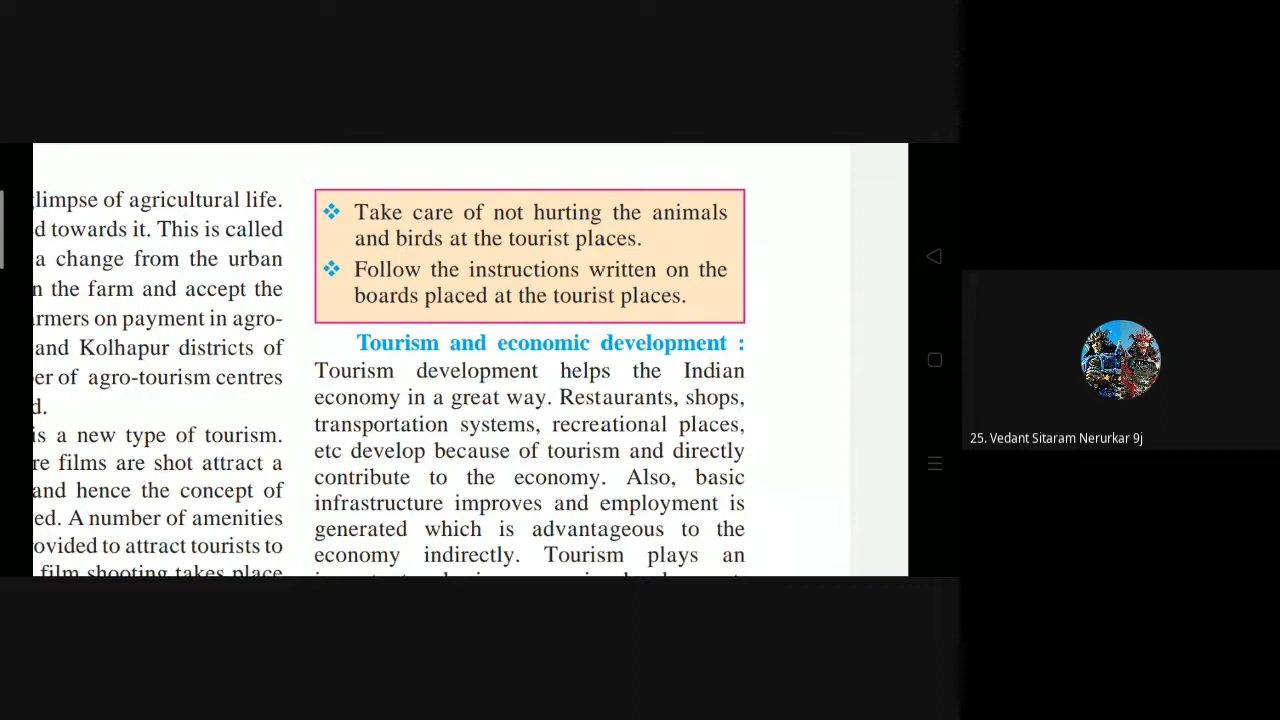 limpse of agricultural life.
d towards it. This is called
a change from the urban
n the farm and accept the
rmers on payment in agro-
and Kolhapur districts of
er of agro-tourism centres
d.
is a new type of tourism.
re films are shot attract a
and hence the concept of
ed. A number of amenities
ovided to attract tourists to
film shooting takes place
❖ Take care of not hurting the animals
and birds at the tourist places.
❖ Follow the instructions written on the
boards placed at the tourist places.
Tourism and economic development :
Tourism development helps the Indian
economy in a great way. Restaurants, shops,
transportation systems, recreational places,
etc develop because of tourism and directly
contribute to the economy. Also, basic
infrastructure improves and employment is
generated which is advantageous to the
economy indirectly. Tourism plays an
25. Vedant Sitaram Nerurkar 9j